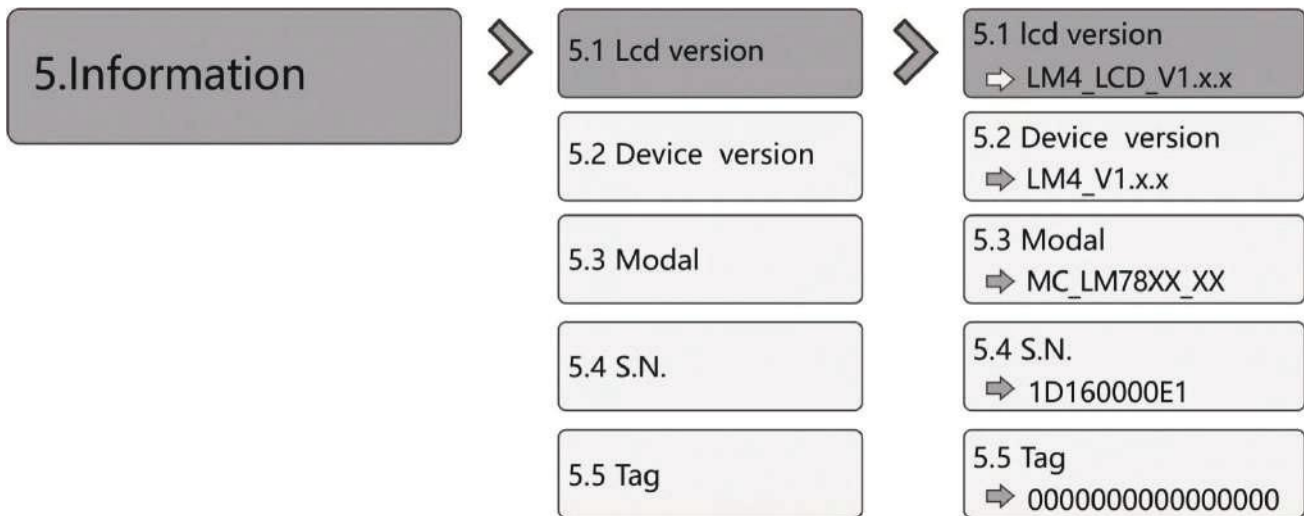 5.Information
5.1 Lcd version
5.2 Device version
5.3 Modal
5.4 S.N.
5.5 Tag
5.1 lcd version
LM4_LCD_V1.x.x
5.2 Device version
LM4_V1.x.x
5.3 Modal
MC_LM78XX_XX
5.4 S.N.
1D160000E1
5.5 Tag
0000000000000000